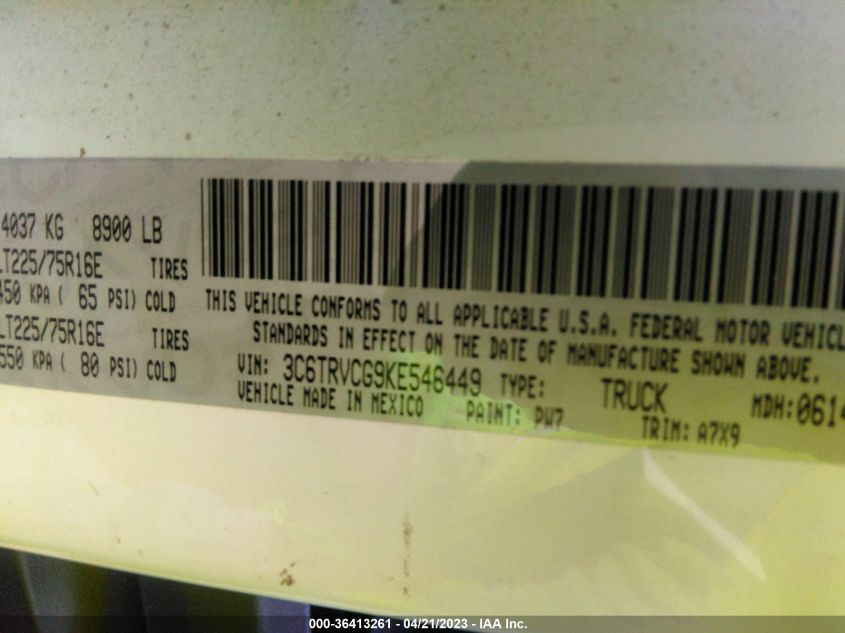 4037 KG 8900 LB
LT225/75R16E TIRES
450 KPA ( 65 PSI) COLD
LT225/75R16E TIRES
550 KPA ( 80 PSI) COLD
THIS VEHICLE CONFORMS TO ALL APPLICABLE U.S.A. FEDERAL MOTOR VEHICL
STANDARDS IN EFFECT ON THE DATE OF MANUFACTURE SHOWN ABOVE.
VIN: 3C6TRVCG9KE546449 TYPE: TRUCK MDH:0614
VEHICLE MADE IN MEXICO PAINT: PW7 TRIM: A7X9
000-36413261 - 04/21/2023 - IAA Inc.